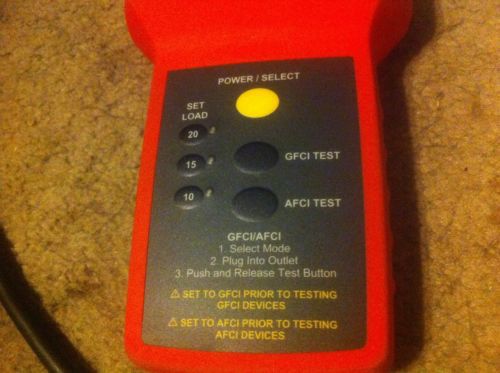 POWER / SELECT
SET
LOAD
20
15
10
GFCI TEST
AFCI TEST
GFCI/AFCI
1. Select Mode
2. Plug Into Outlet
3. Push and Release Test Button
⚠ SET TO GFCI PRIOR TO TESTING
GFCI DEVICES
⚠ SET TO AFCI PRIOR TO TESTING
AFCI DEVICES